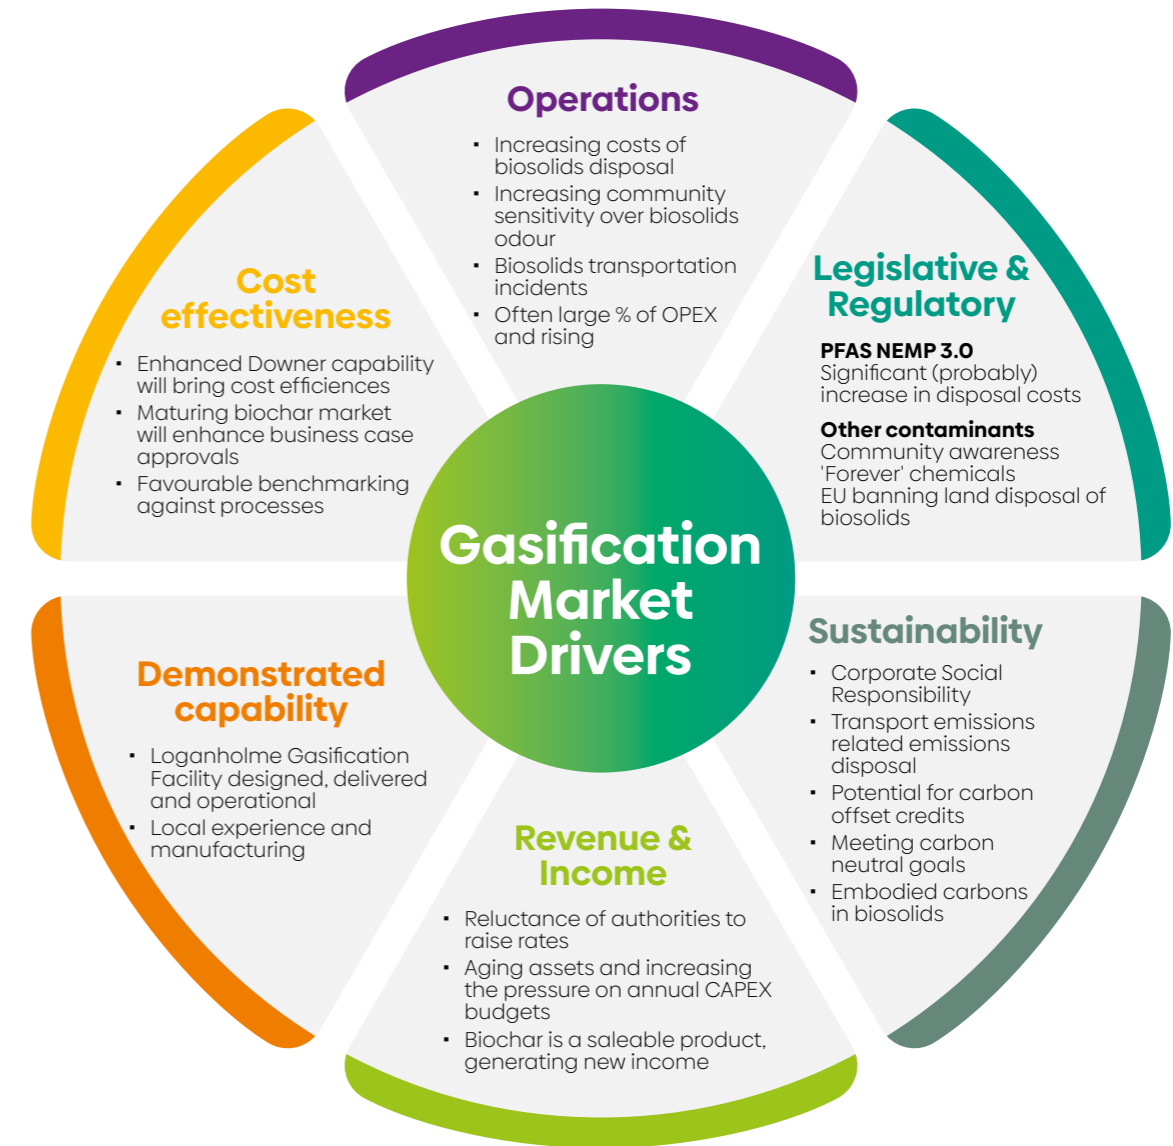 Operations
▪ Increasing costs of
biosolids disposal
▪ Increasing community
sensitivity over biosolids
odour
▪ Biosolids transportation
incidents
▪ Often large % of OPEX
and rising
Legislative &
Regulatory
PFAS NEMP 3.0
Significant (probably)
increase in disposal costs
Other contaminants
Community awareness
'Forever' chemicals
EU banning land disposal of
biosolids
Sustainability
▪ Corporate Social
Responsibility
▪ Transport emissions
related emissions
disposal
▪ Potential for carbon
offset credits
▪ Meeting carbon
neutral goals
▪ Embodied carbons
in biosolids
Revenue &
Income
▪ Reluctance of authorities to
raise rates
▪ Aging assets and increasing
the pressure on annual CAPEX
budgets
▪ Biochar is a saleable product,
generating new income
Demonstrated
capability
▪ Loganholme Gasification
Facility designed, delivered
and operational
▪ Local experience and
manufacturing
Cost
effectiveness
▪ Enhanced Downer capability
will bring cost efficiences
▪ Maturing biochar market
will enhance business case
approvals
▪ Favourable benchmarking
against processes
Gasification
Market
Drivers